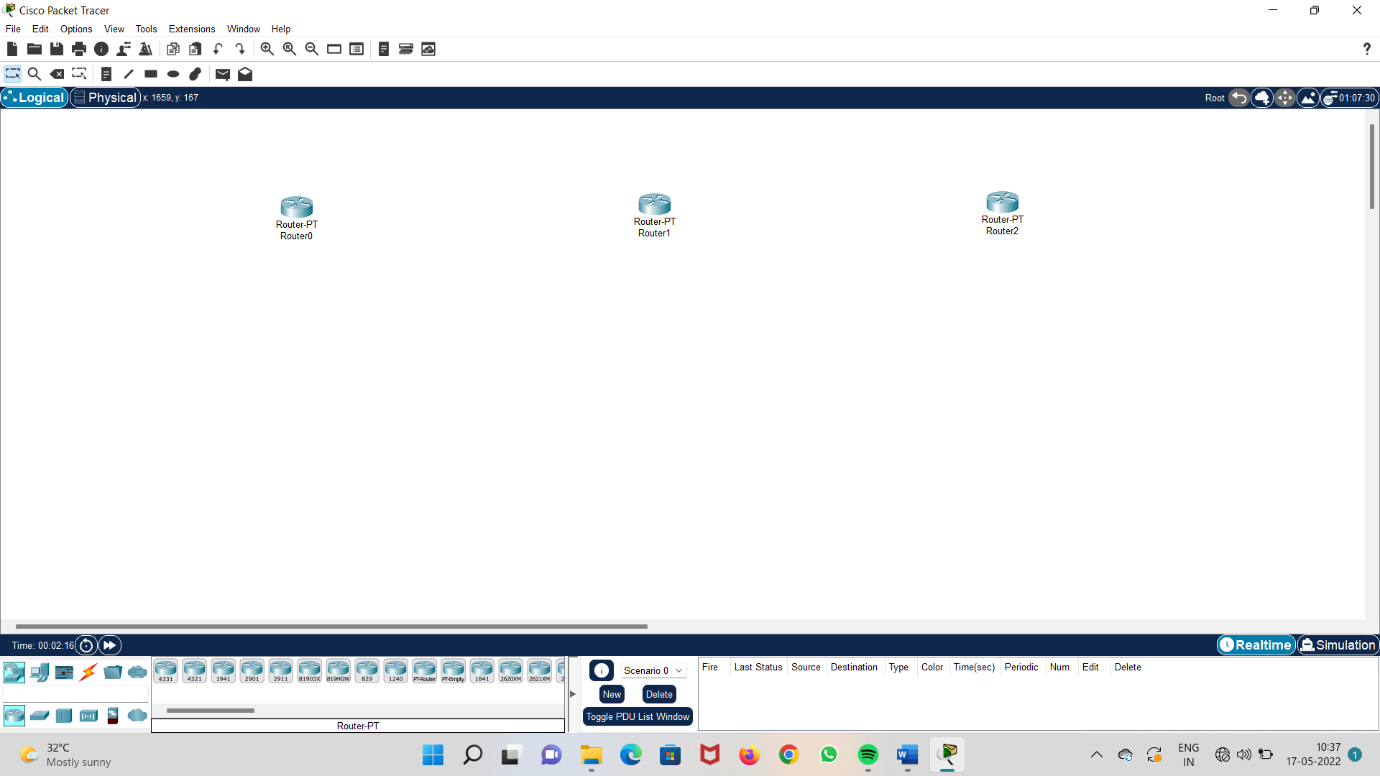 Cisco Packet Tracer
File Edit Options View Tools Extensions Window Help
?
Logical Physical x: 1659, y: 167 Root 01:07:30
Router-PT
Router0
Router-PT
Router1
Router-PT
Router2
Time: 00:02:16 Realtime Simulation
4331 4321 1941 2901 2911 819IOX 819HGW 829 1240 PT-Router PT-Empty 1841 2620XM 2621XM
Router-PT
Scenario 0
New Delete
Toggle PDU List Window
Fire Last Status Source Destination Type Color Time(sec) Periodic Num Edit Delete
32°C
Mostly sunny
ENG
IN
10:37
17-05-2022
1